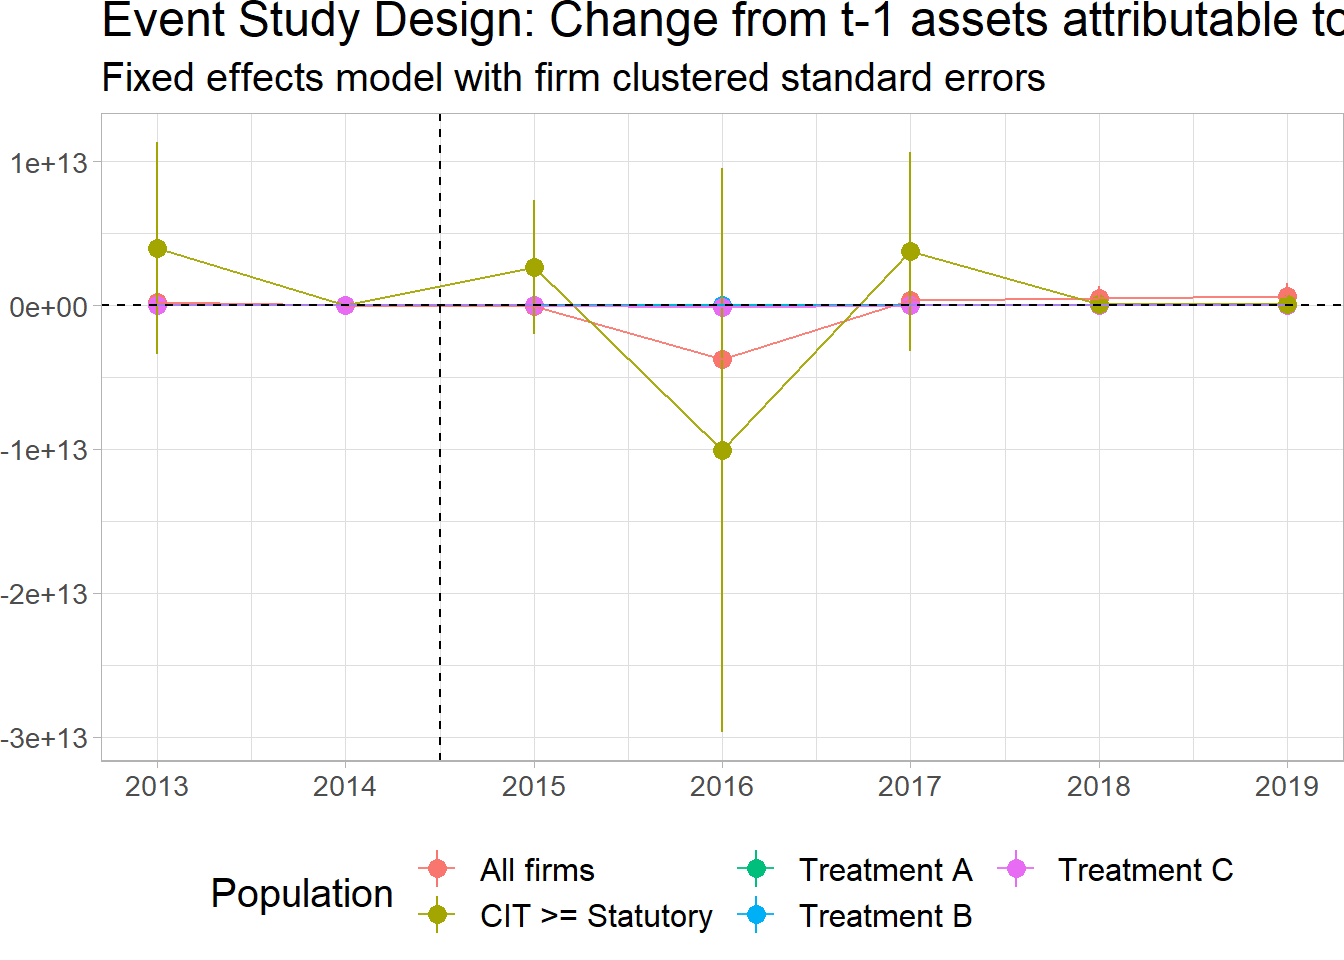 Event Study Design: Change from t-1 assets attributable to
Fixed effects model with firm clustered standard errors
1e+13
0e+00
-1e+13
-2e+13
-3e+13
2013 2014 2015 2016 2017 2018 2019
Population
All firms Treatment A Treatment C
CIT >= Statutory Treatment B